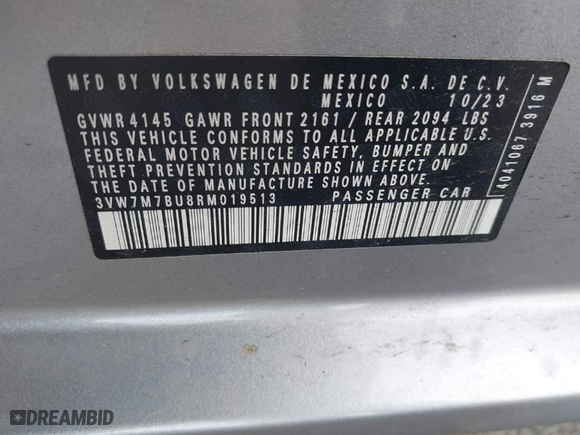 MFD BY VOLKSWAGEN DE MEXICO S.A. DE C.V.
MEXICO 10/23
GVWR 4145 GAWR FRONT 2161 / REAR 2094 LBS
THIS VEHICLE CONFORMS TO ALL APPLICABLE U.S.
FEDERAL MOTOR VEHICLE SAFETY, BUMPER AND
THEFT PREVENTION STANDARDS IN EFFECT ON
THE DATE OF MANUFACTURE SHOWN ABOVE.
3VW7M7BU8RM019513 PASSENGER CAR
4041067 3916 M
DREAMBID